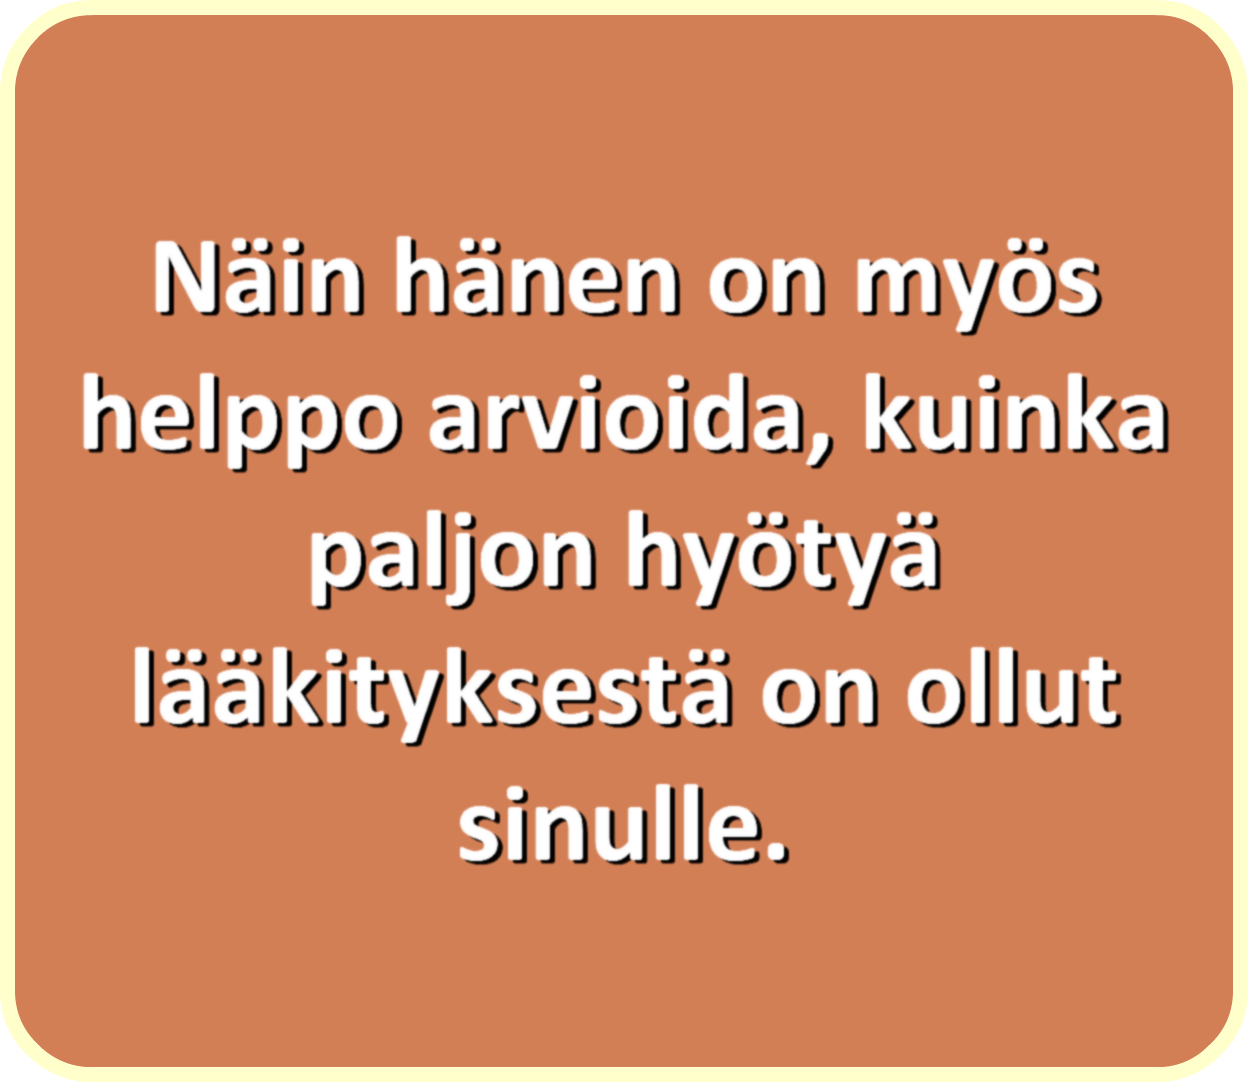 Näin hänen on myös
helppo arvioida, kuinka
paljon hyötyä
lääkityksestä on ollut
sinulle.